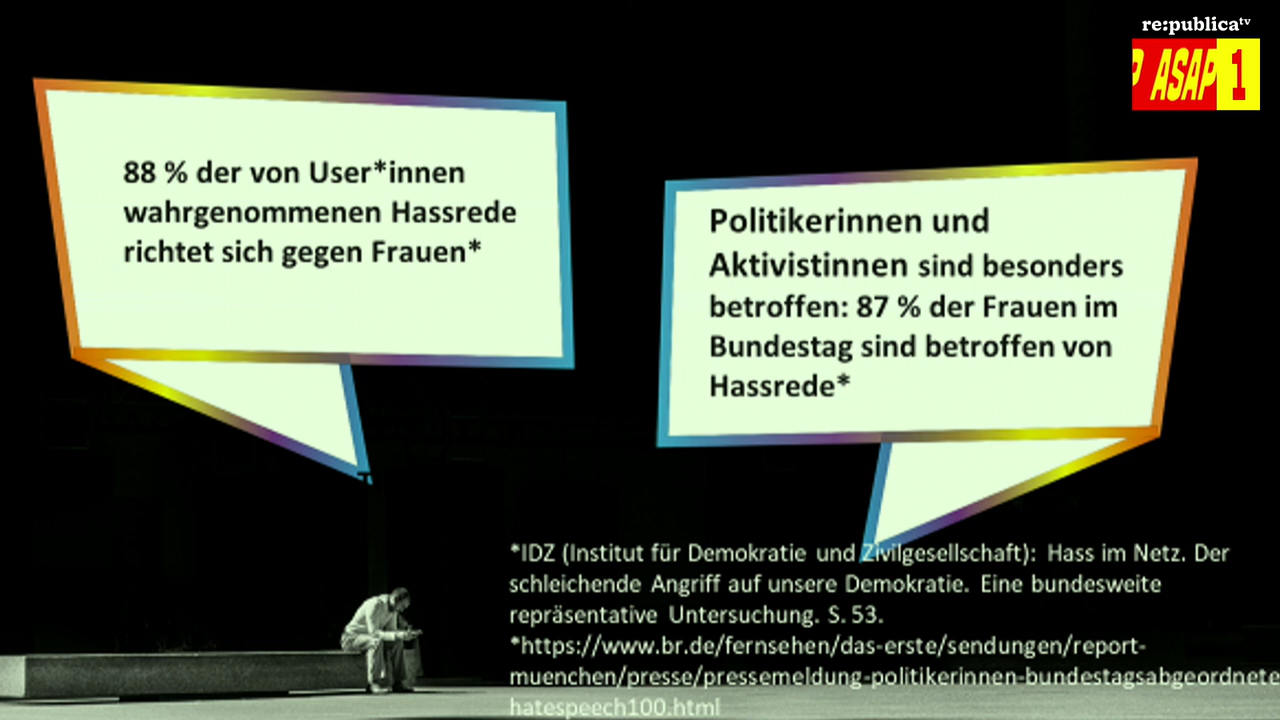 re:publica tv
P ASAP 1
88 % der von User*innen
wahrgenommenen Hassrede
richtet sich gegen Frauen*
Politikerinnen und
Aktivistinnen sind besonders
betroffen: 87 % der Frauen im
Bundestag sind betroffen von
Hassrede*
*IDZ (Institut für Demokratie und Zivilgesellschaft): Hass im Netz. Der
schleichende Angriff auf unsere Demokratie. Eine bundesweite
repräsentative Untersuchung. S. 53.
*https://www.br.de/fernsehen/das-erste/sendungen/report-
muenchen/presse/pressemeldung-politikerinnen-bundestagsabgeordnete
hatespeech100.html